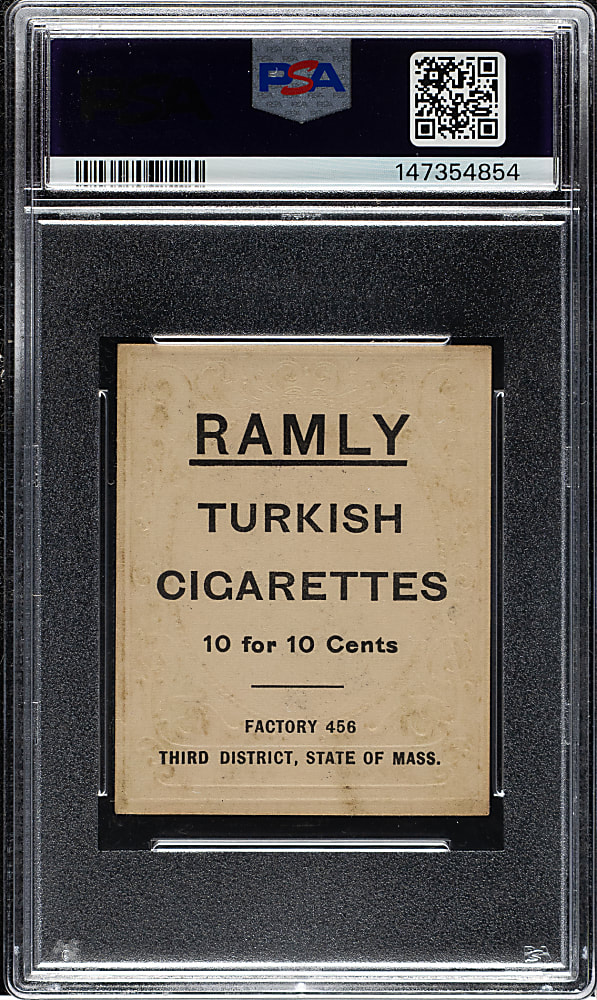 PSA
147354854
RAMLY
TURKISH
CIGARETTES
10 for 10 Cents
FACTORY 456
THIRD DISTRICT, STATE OF MASS.